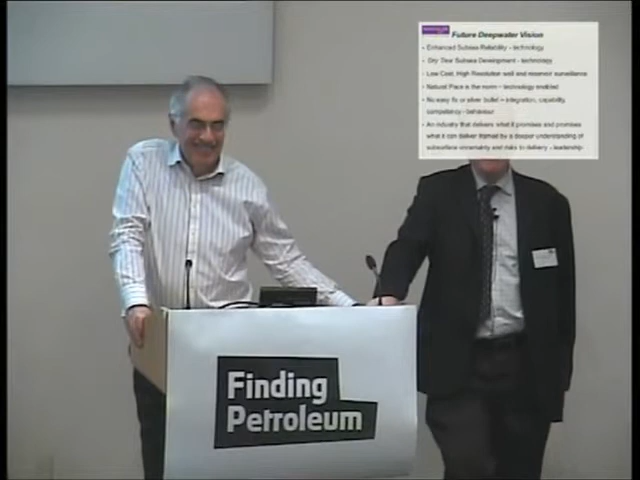 Future Deepwater Vision
• Enhanced Subsea Reliability - technology
• Dry Tree Subsea Development - technology
• Low Cost, High Resolution well and reservoir surveillance
• Natural Pace is the norm – technology enabled
• No easy fix or silver bullet – integration, capability,
competency - behaviour
• An industry that delivers what it promises and promises
what it can deliver framed by a deeper understanding of
subsurface uncertainty and risks to delivery - leadership
Finding
Petroleum